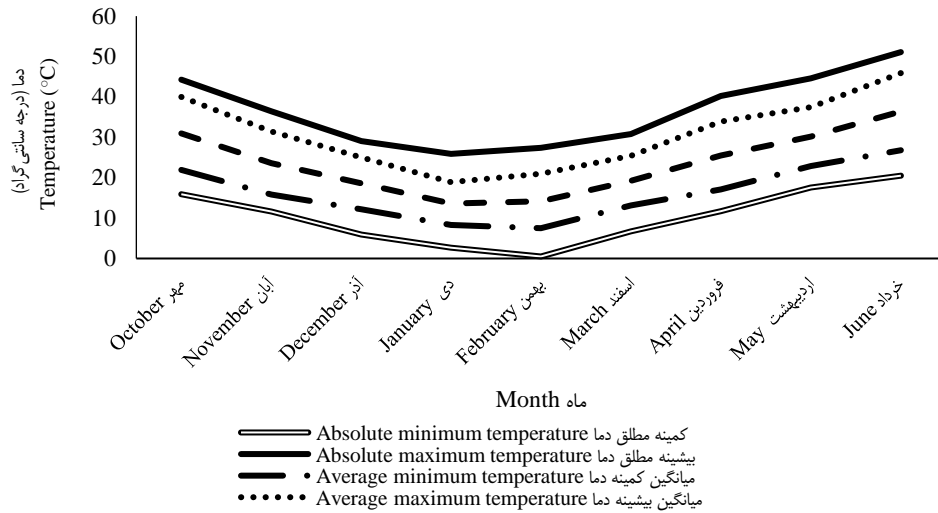 60
50
40
30
20
10
0
دما (درجه سانتی گراد)
Temperature (°C)
October مهر
November آبان
December آذر
January دی
February بهمن
March اسفند
April فروردین
May اردیبهشت
June خرداد
Month ماه
Absolute minimum temperature کمینه مطلق دما
Absolute maximum temperature بیشینه مطلق دما
Average minimum temperature میانگین کمینه دما
Average maximum temperature میانگین بیشینه دما